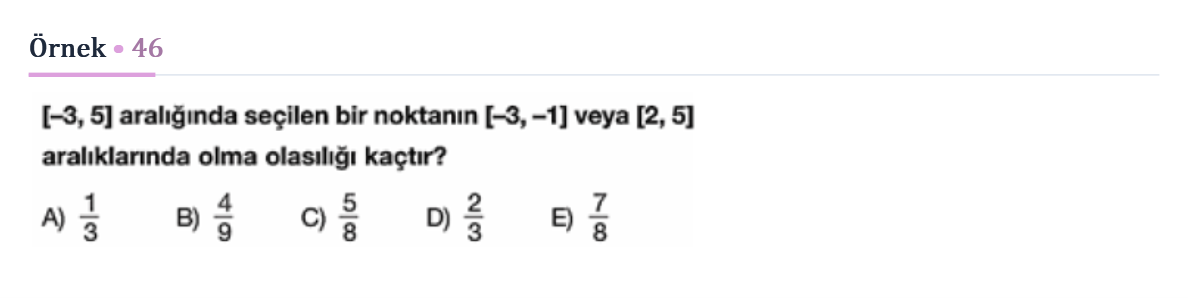 Örnek • 46
[–3, 5] aralığında seçilen bir noktanın [–3, –1] veya [2, 5]
aralıklarında olma olasılığı kaçtır?
A) 1/3 B) 4/9 C) 5/8 D) 2/3 E) 7/8